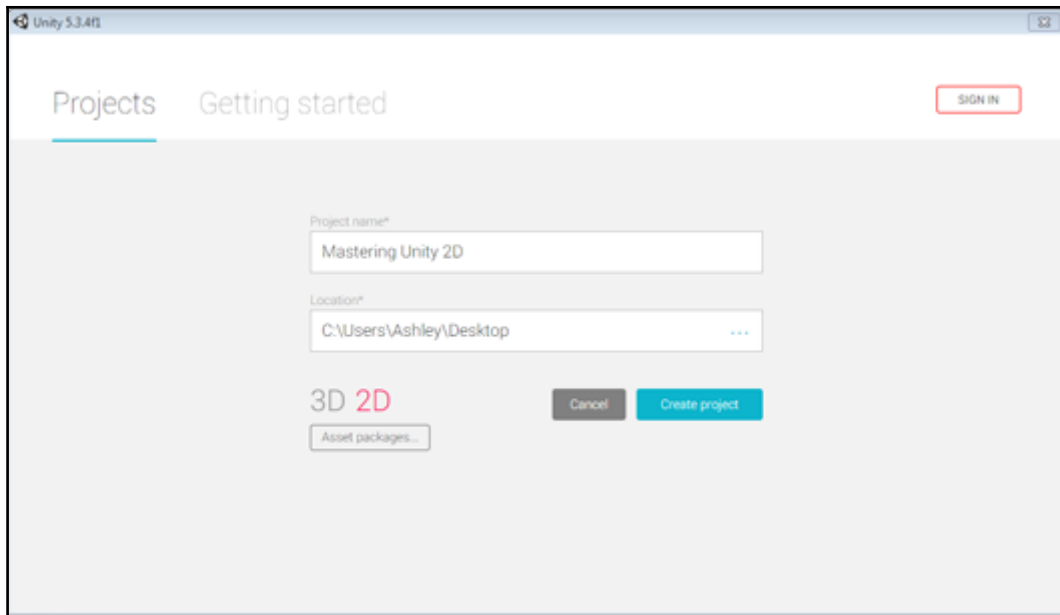 Unity 5.3.4f1
Projects Getting started
SIGN IN
Project name*
Mastering Unity 2D
Location*
C:\Users\Ashley\Desktop ...
3D 2D
Cancel Create project
Asset packages...